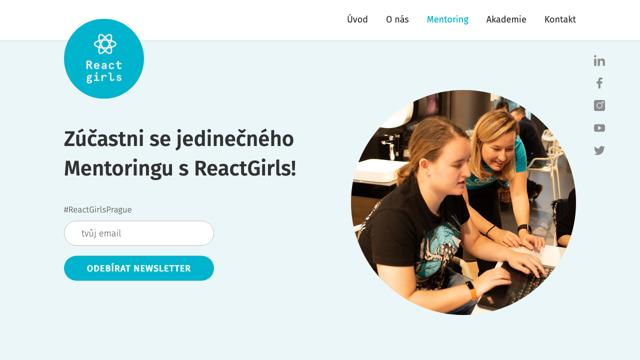 Úvod O nás Mentoring Akademie Kontakt
React
girls
Zúčastni se jedinečného
Mentoringu s ReactGirls!
#ReactGirlsPrague
tvůj email
ODEBÍRAT NEWSLETTER